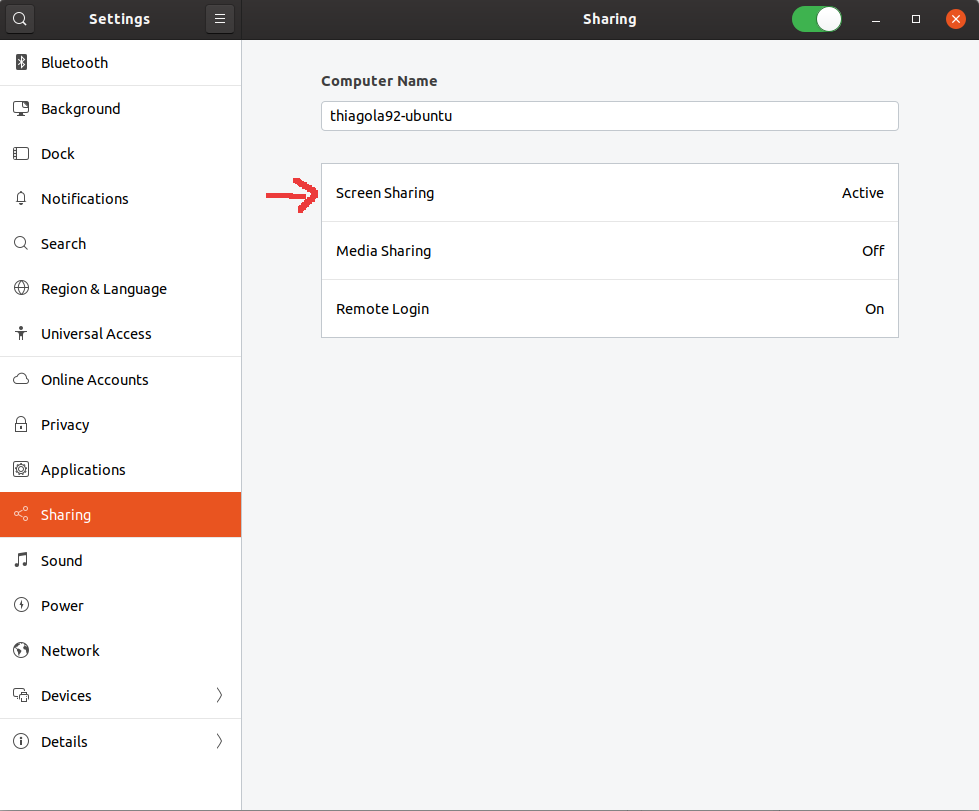 Settings
Sharing
Bluetooth
Background
Dock
Notifications
Search
Region & Language
Universal Access
Online Accounts
Privacy
Applications
Sharing
Sound
Power
Network
Devices
Details
Computer Name
thiagola92-ubuntu
Screen Sharing Active
Media Sharing Off
Remote Login On